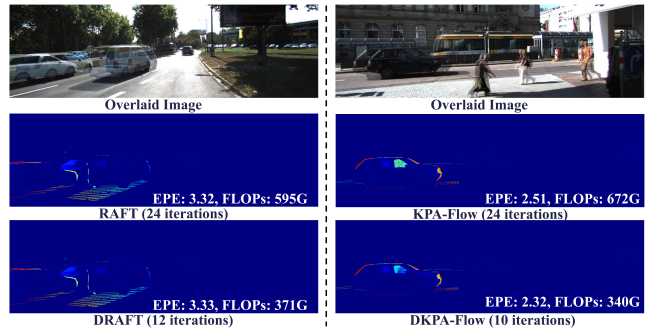 Overlaid Image
EPE: 3.32, FLOPs: 595G
RAFT (24 iterations)
EPE: 3.33, FLOPs: 371G
DRAFT (12 iterations)
Overlaid Image
EPE: 2.51, FLOPs: 672G
KPA-Flow (24 iterations)
EPE: 2.32, FLOPs: 340G
DKPA-Flow (10 iterations)